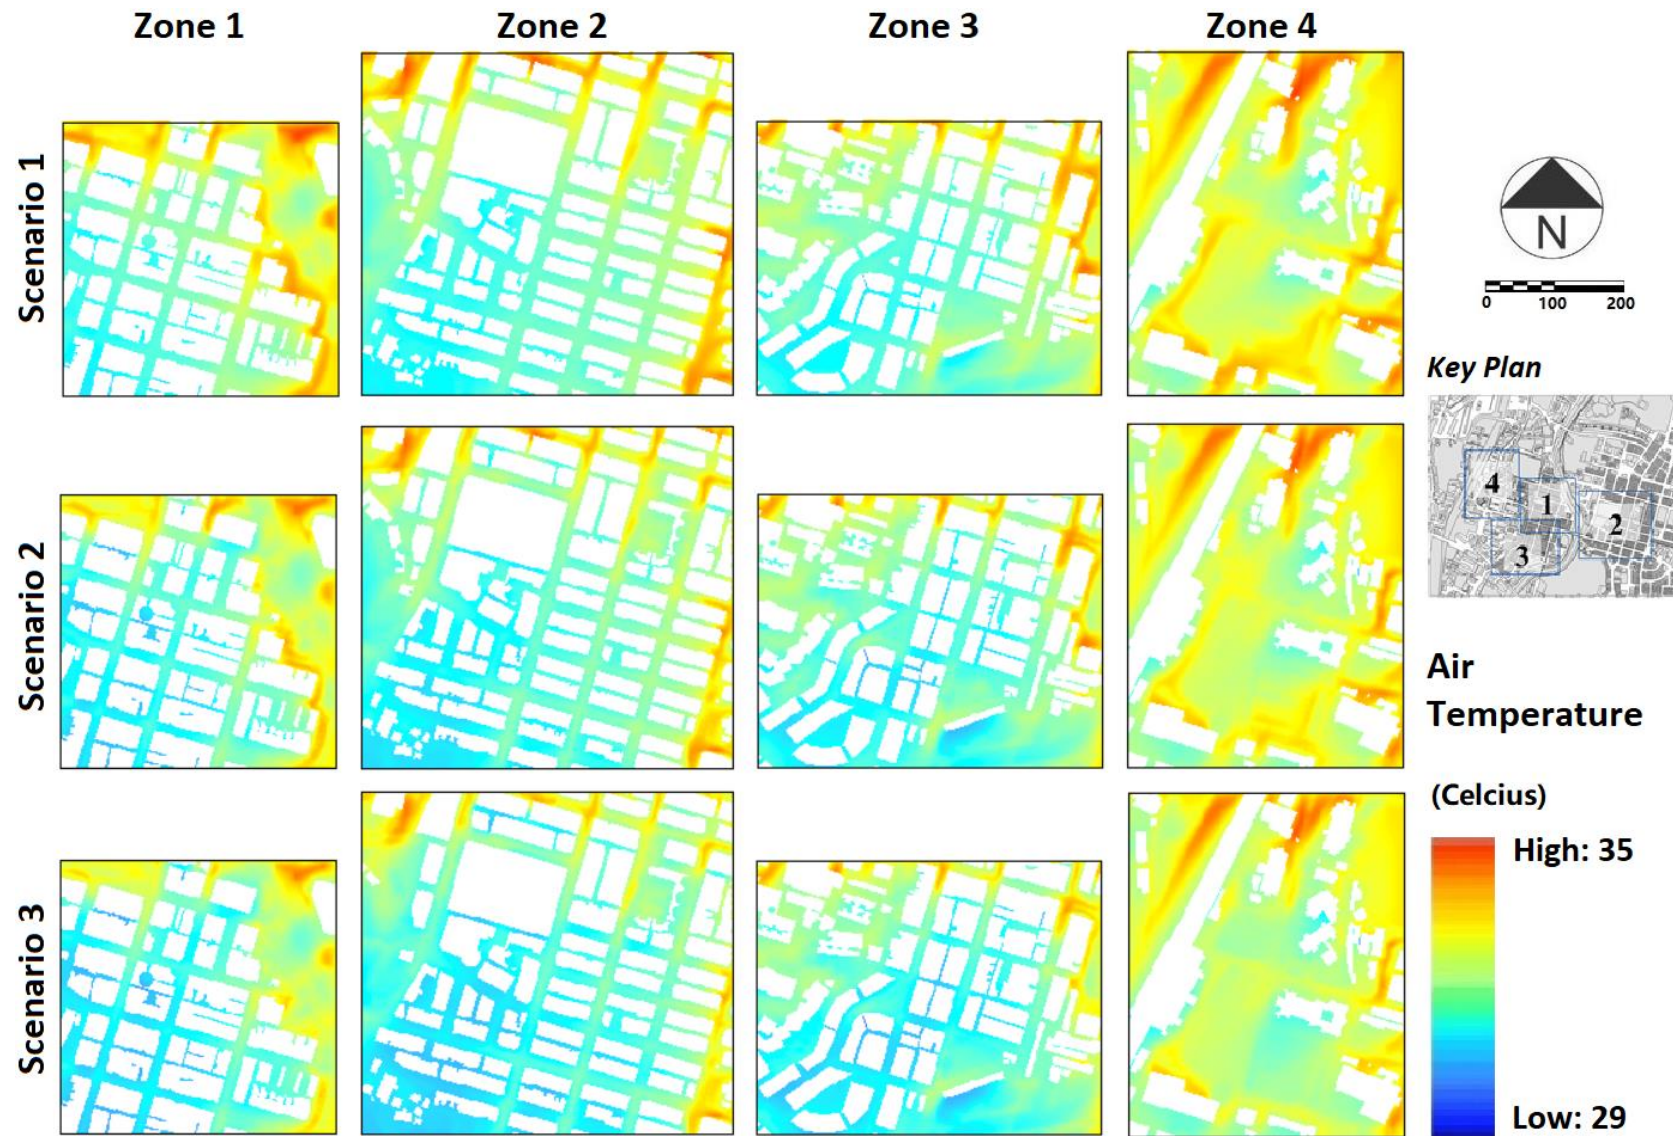 Zone 1
Zone 2
Zone 3
Zone 4
Scenario 1
Scenario 2
Scenario 3
N
0 100 200
Key Plan
4
1
2
3
Air
Temperature
(Celcius)
High: 35
Low: 29